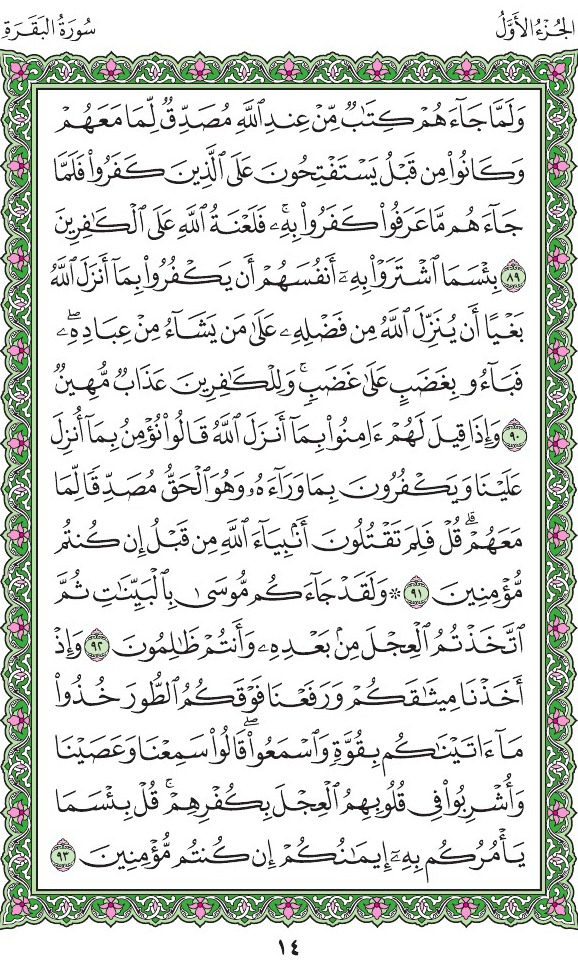 الجُزْءُ الأَوَّلُ
سُورَةُ البَقَرَةِ
وَلَمَّا جَآءَهُمْ كِتَٰبٌ مِّنْ عِندِ ٱللَّهِ مُصَدِّقٌ لِّمَا مَعَهُمْ
وَكَانُوا۟ مِن قَبْلُ يَسْتَفْتِحُونَ عَلَى ٱلَّذِينَ كَفَرُوا۟ فَلَمَّا
جَآءَهُم مَّا عَرَفُوا۟ كَفَرُوا۟ بِهِۦ ۚ فَلَعْنَةُ ٱللَّهِ عَلَى ٱلْكَٰفِرِينَ
٨٩ بِئْسَمَا ٱشْتَرَوْا۟ بِهِۦٓ أَنفُسَهُمْ أَن يَكْفُرُوا۟ بِمَآ أَنزَلَ ٱللَّهُ
بَغْيًا أَن يُنَزِّلَ ٱللَّهُ مِن فَضْلِهِۦ عَلَىٰ مَن يَشَآءُ مِنْ عِبَادِهِۦ ۖ
فَبَآءُو بِغَضَبٍ عَلَىٰ غَضَبٍ ۚ وَلِلْكَٰفِرِينَ عَذَابٌ مُّهِينٌ
٩٠ وَإِذَا قِيلَ لَهُمْ ءَامِنُوا۟ بِمَآ أَنزَلَ ٱللَّهُ قَالُوا۟ نُؤْمِنُ بِمَآ أُنزِلَ
عَلَيْنَا وَيَكْفُرُونَ بِمَا وَرَآءَهُۥ وَهُوَ ٱلْحَقُّ مُصَدِّقًا لِّمَا
مَعَهُمْ ۗ قُلْ فَلِمَ تَقْتُلُونَ أَنۢبِيَآءَ ٱللَّهِ مِن قَبْلُ إِن كُنتُم
مُّؤْمِنِينَ ٩١ ۞ وَلَقَدْ جَآءَكُم مُّوسَىٰ بِٱلْبَيِّنَٰتِ ثُمَّ
ٱتَّخَذْتُمُ ٱلْعِجْلَ مِنۢ بَعْدِهِۦ وَأَنتُمْ ظَٰلِمُونَ ٩٢ وَإِذْ
أَخَذْنَا مِيثَٰقَكُمْ وَرَفَعْنَا فَوْقَكُمُ ٱلطُّورَ خُذُوا۟
مَآ ءَاتَيْنَٰكُم بِقُوَّةٍ وَٱسْمَعُوا۟ ۖ قَالُوا۟ سَمِعْنَا وَعَصَيْنَا
وَأُشْرِبُوا۟ فِى قُلُوبِهِمُ ٱلْعِجْلَ بِكُفْرِهِمْ ۚ قُلْ بِئْسَمَا
يَأْمُرُكُم بِهِۦٓ إِيمَٰنُكُمْ إِن كُنتُم مُّؤْمِنِينَ ٩٣
١٤